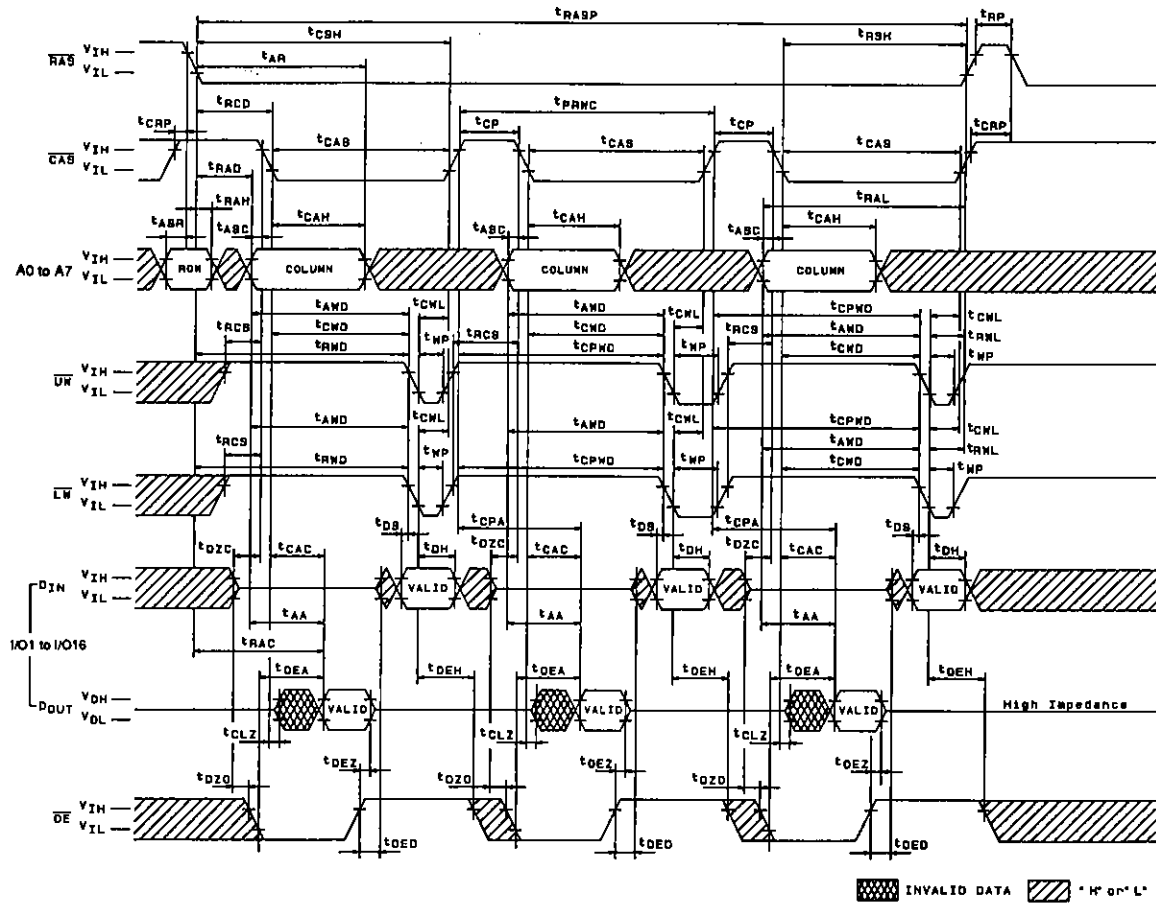 tRASP
tRP
tCSH
tRSH
tAR
RAS VIH
VIL
tRCD
tPRWC
tCRP
tCP
tCP
tCRP
tCAS
tCAS
tCAS
CAS VIH
VIL
tRAD
tRAL
tRAH
tCAH
tCAH
tCAH
tASR
tASC
tASC
tASC
A0 to A7 VIH
VIL
ROW
COLUMN
COLUMN
COLUMN
tAWD
tCWL
tAWD
tCWL
tCPWD
tCWL
tRCS
tCWD
tRCS
tCWD
tRCS
tAWD
tRWL
tRWD
tWP
tCPWD
tWP
tCWD
tWP
UW VIH
VIL
tAWD
tCWL
tAWD
tCWL
tCPWD
tCWL
tRCS
tAWD
tRWL
tRWD
tWP
tCPWD
tWP
tCWD
tWP
LW VIH
VIL
tDS
tCPA
tDS
tCPA
tDS
tDZC
tCAC
tDH
tDZC
tCAC
tDH
tDZC
tCAC
tDH
DIN VIH
VIL
VALID
VALID
VALID
I/O1 to I/O16
tAA
tAA
tAA
tRAC
tOEA
tOEH
tOEA
tOEH
tOEA
tOEH
DOUT VOH
VOL
VALID
VALID
VALID
High Impedance
tCLZ
tCLZ
tCLZ
tOEZ
tOEZ
tOEZ
tDZO
tDZO
tDZO
OE VIH
VIL
tOED
tOED
tOED
INVALID DATA
"H" or "L"